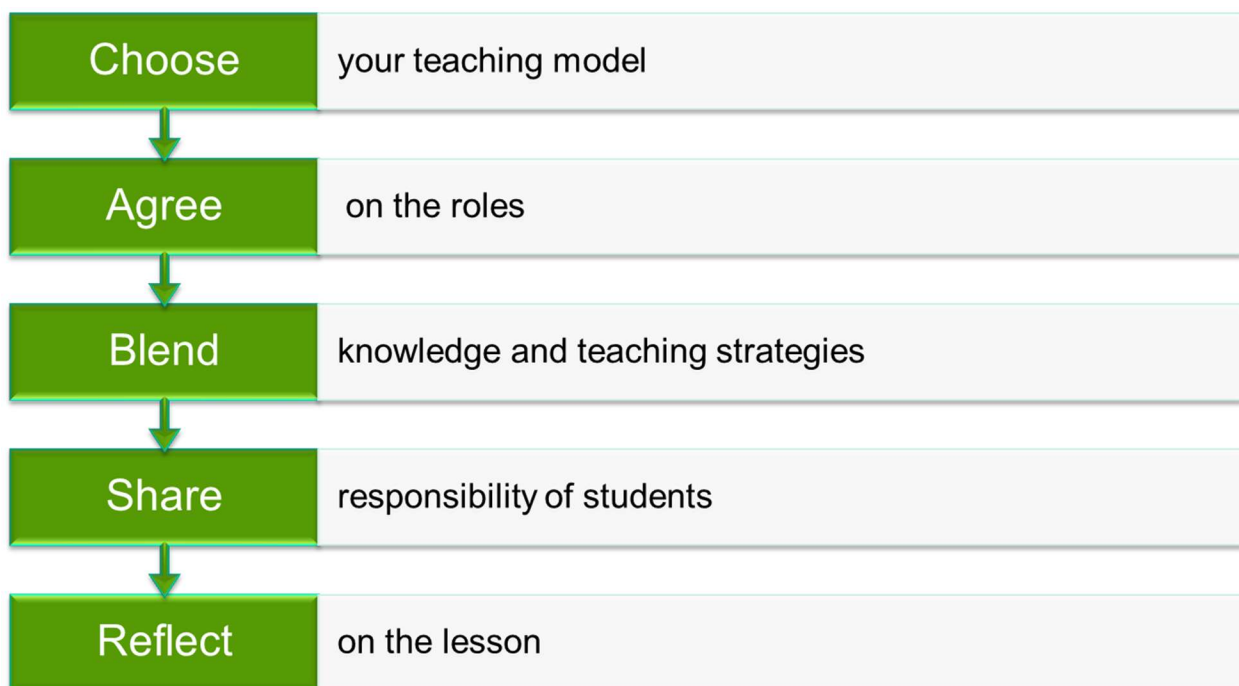 Choose your teaching model
Agree on the roles
Blend knowledge and teaching strategies
Share responsibility of students
Reflect on the lesson